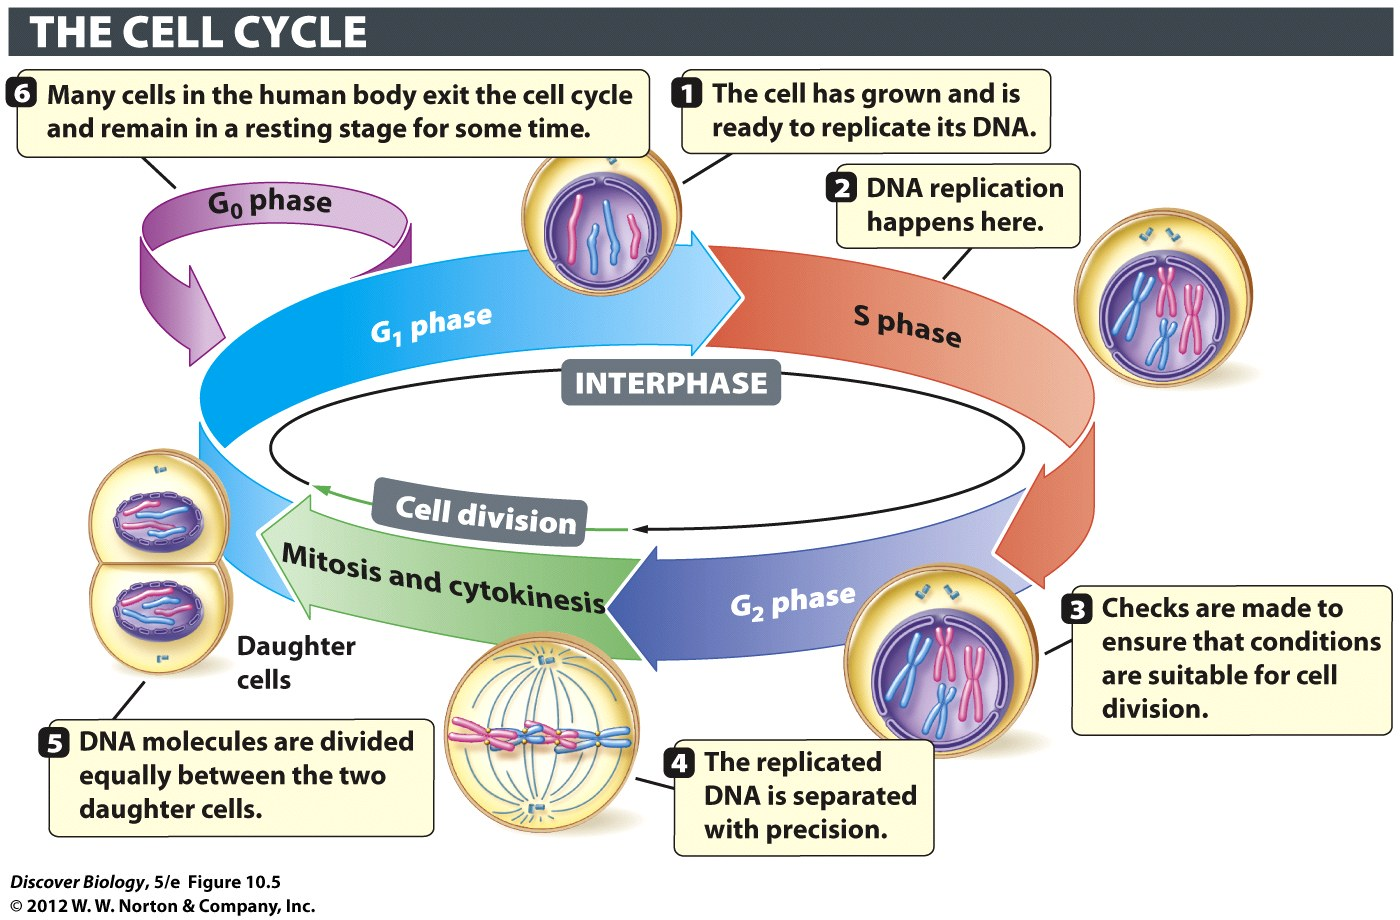 THE CELL CYCLE
6 Many cells in the human body exit the cell cycle
and remain in a resting stage for some time.
1 The cell has grown and is
ready to replicate its DNA.
2 DNA replication
happens here.
G0 phase
G1 phase
S phase
INTERPHASE
Cell division
Mitosis and cytokinesis
G2 phase
3 Checks are made to
ensure that conditions
are suitable for cell
division.
Daughter
cells
5 DNA molecules are divided
equally between the two
daughter cells.
4 The replicated
DNA is separated
with precision.
Discover Biology, 5/e Figure 10.5
© 2012 W. W. Norton & Company, Inc.